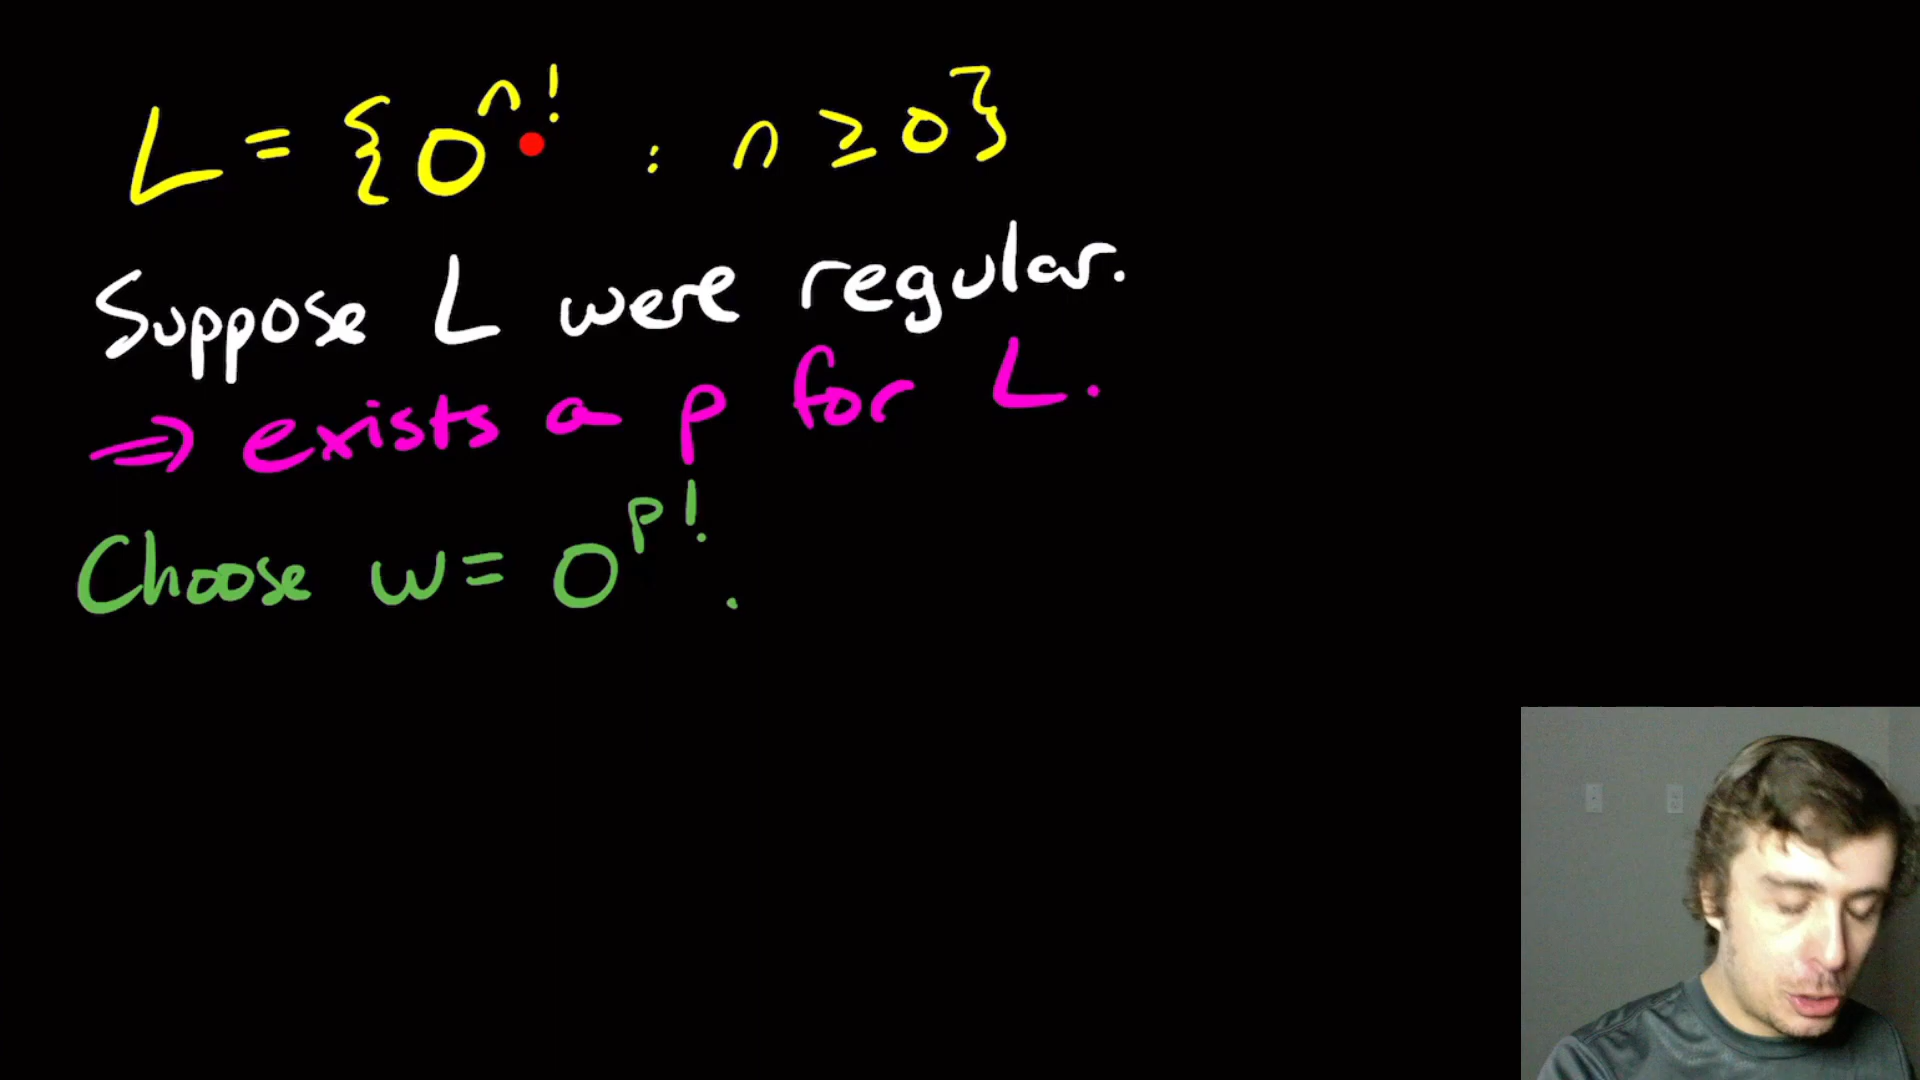 L = {0^n! : n ≥ 0}
Suppose L were regular.
⇒ exists a p for L.
Choose w = 0^p! .